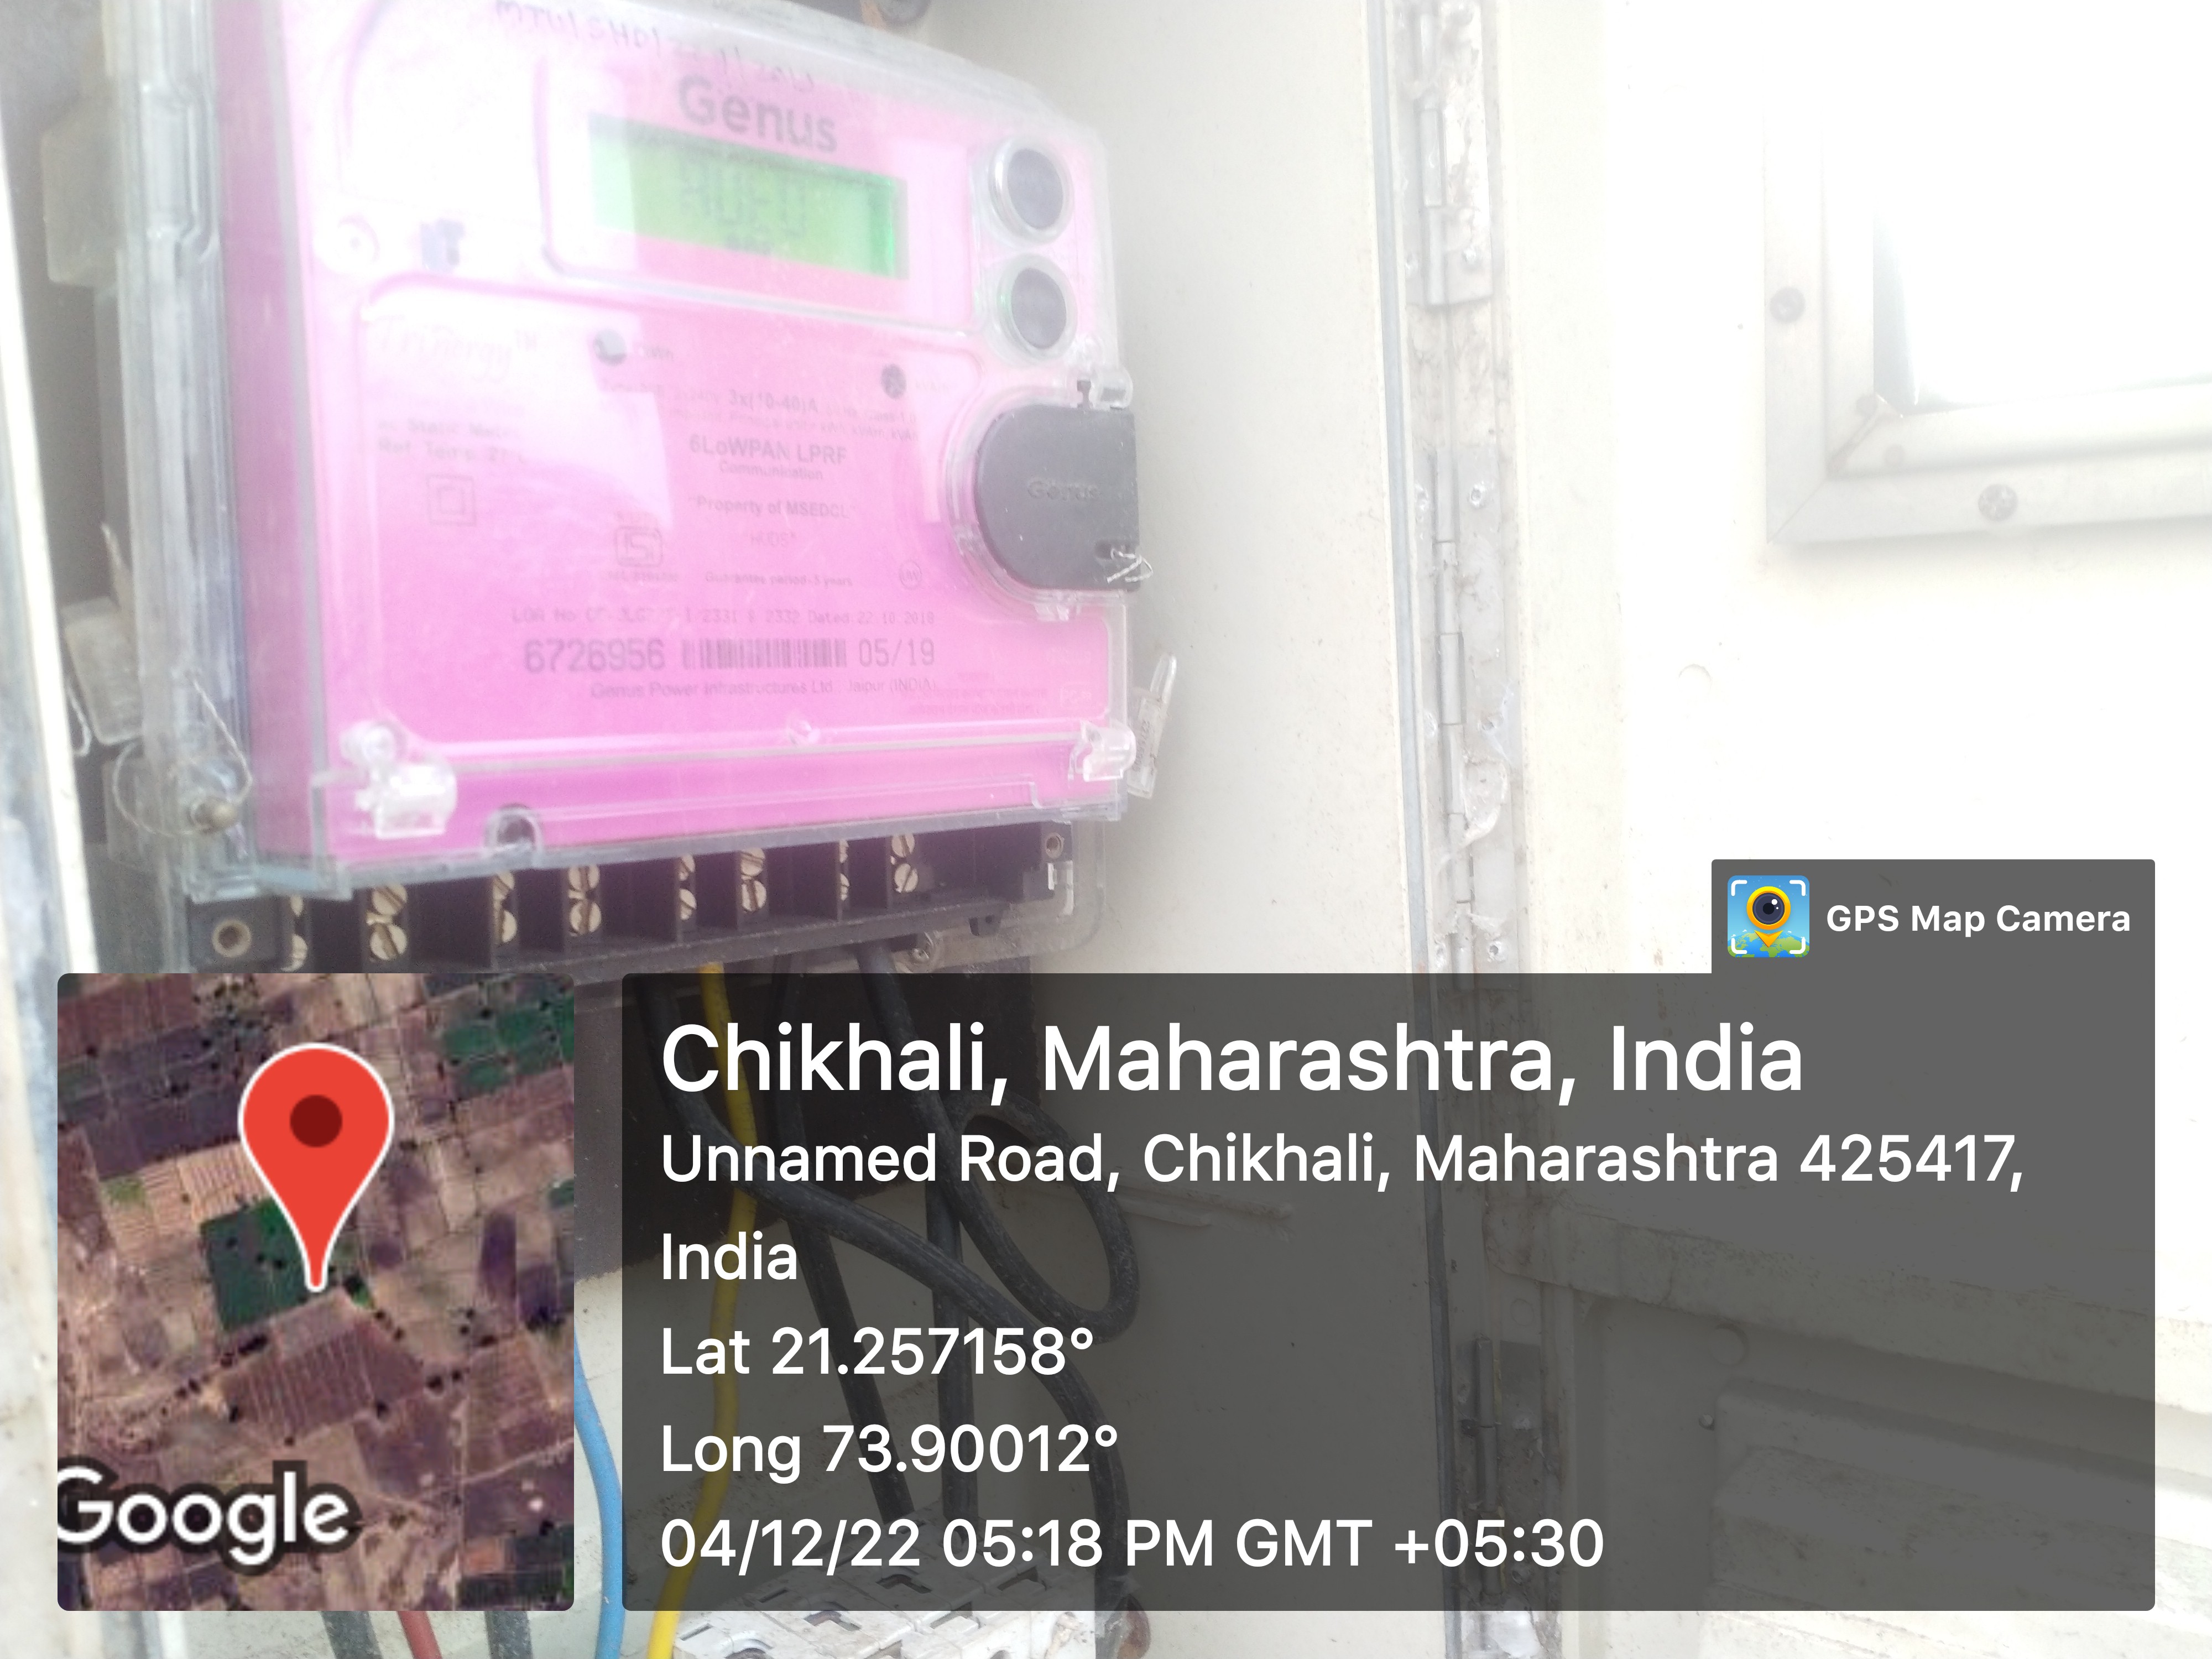 Genus
TriEnergy™
3x(10-40)A
6LoWPAN LPRF
Communication
Property of MSEDCL
Genus
Guarantee period-5 years
2331 & 2332 Dated 22.10.2018
6726956 05/19
Genus Power Infrastructures Ltd. Jaipur (INDIA)
GPS Map Camera
Chikhali, Maharashtra, India
Unnamed Road, Chikhali, Maharashtra 425417,
India
Lat 21.257158°
Long 73.90012°
04/12/22 05:18 PM GMT +05:30
Google